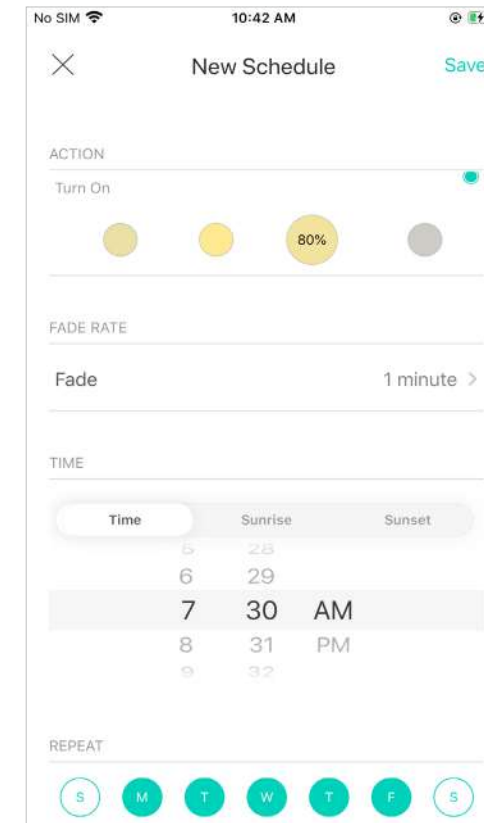 No SIM 10:42 AM
New Schedule Save
ACTION
Turn On
80%
FADE RATE
Fade 1 minute >
TIME
Time Sunrise Sunset
5 28
6 29
7 30 AM
8 31 PM
9 32
REPEAT
S M T W T F S